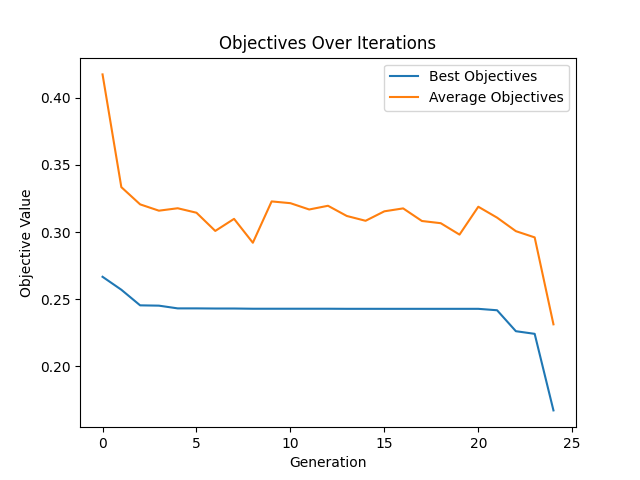 Objectives Over Iterations
Best Objectives
Average Objectives
Objective Value
0.40
0.35
0.30
0.25
0.20
0
5
10
15
20
25
Generation